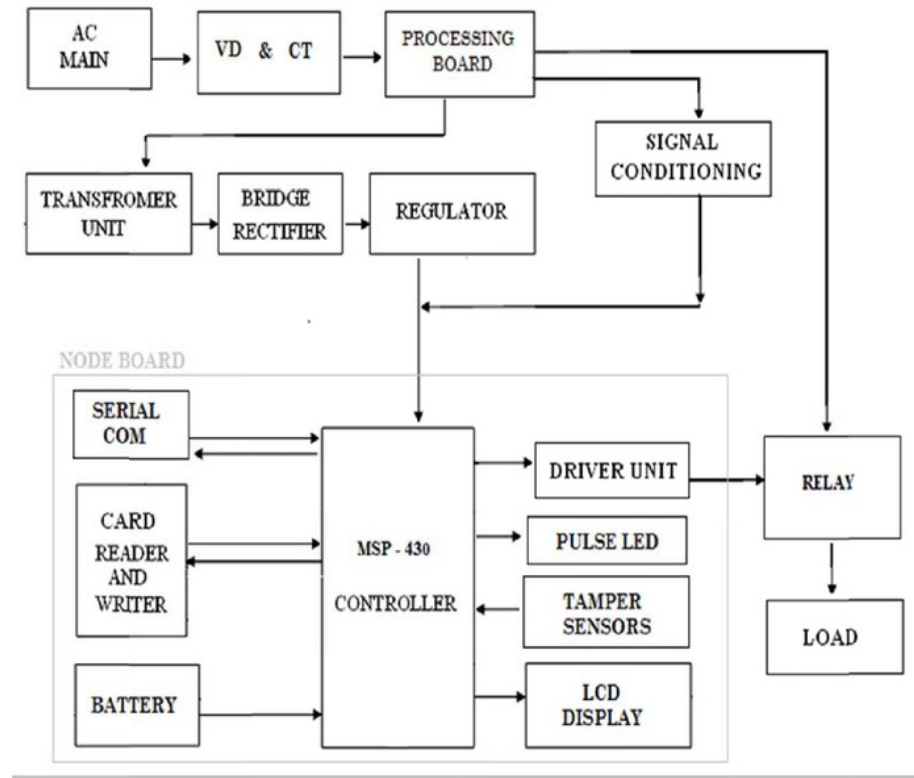 AC
MAIN
VD & CT
PROCESSING
BOARD
SIGNAL
CONDITIONING
TRANSFROMER
UNIT
BRIDGE
RECTIFIER
REGULATOR
NODE BOARD
SERIAL
COM
CARD
READER
AND
WRITER
BATTERY
MSP - 430
CONTROLLER
DRIVER UNIT
PULSE LED
TAMPER
SENSORS
LCD
DISPLAY
RELAY
LOAD